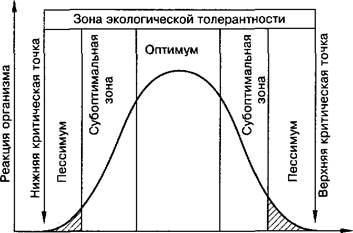 Зона экологической толерантности
Реакция организма
Нижняя критическая точка
Пессимум
Субоптимальная
зона
Оптимум
Субоптимальная
зона
Пессимум
Верхняя критическая точка